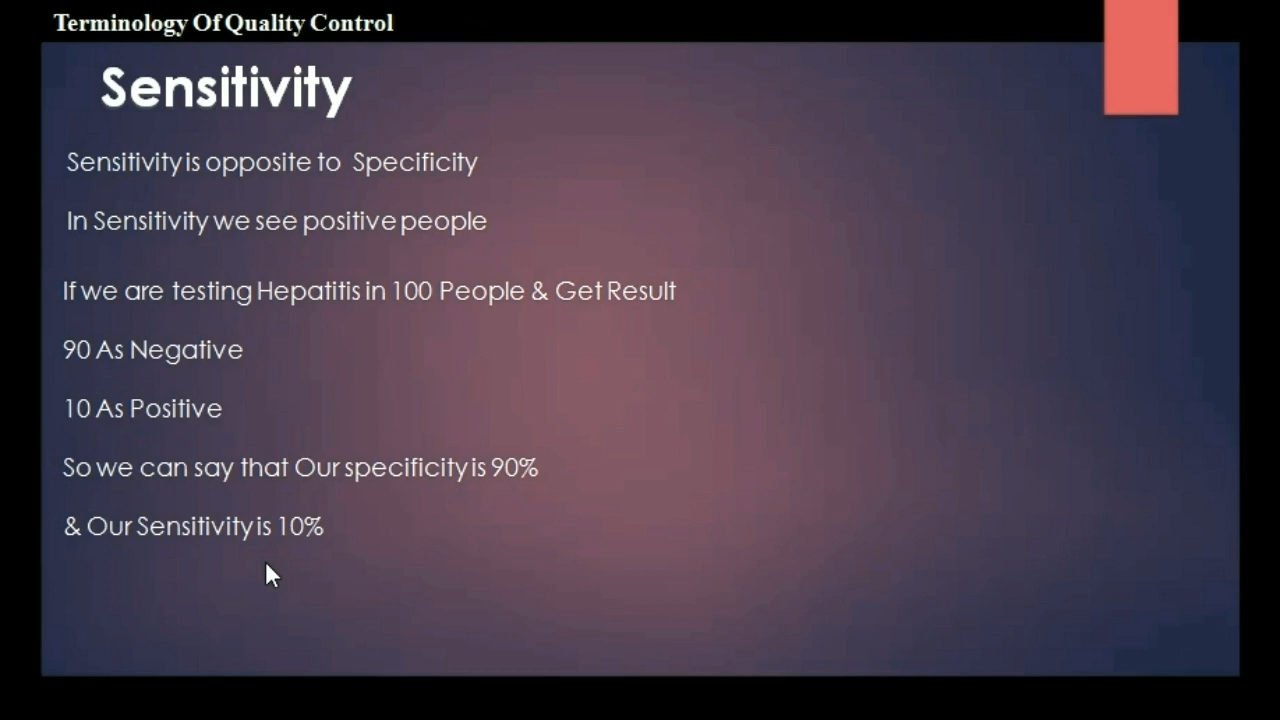 Terminology Of Quality Control
Sensitivity
Sensitivity is opposite to Specificity
In Sensitivity we see positive people
If we are testing Hepatitis in 100 People & Get Result
90 As Negative
10 As Positive
So we can say that Our specificity is 90%
& Our Sensitivity is 10%